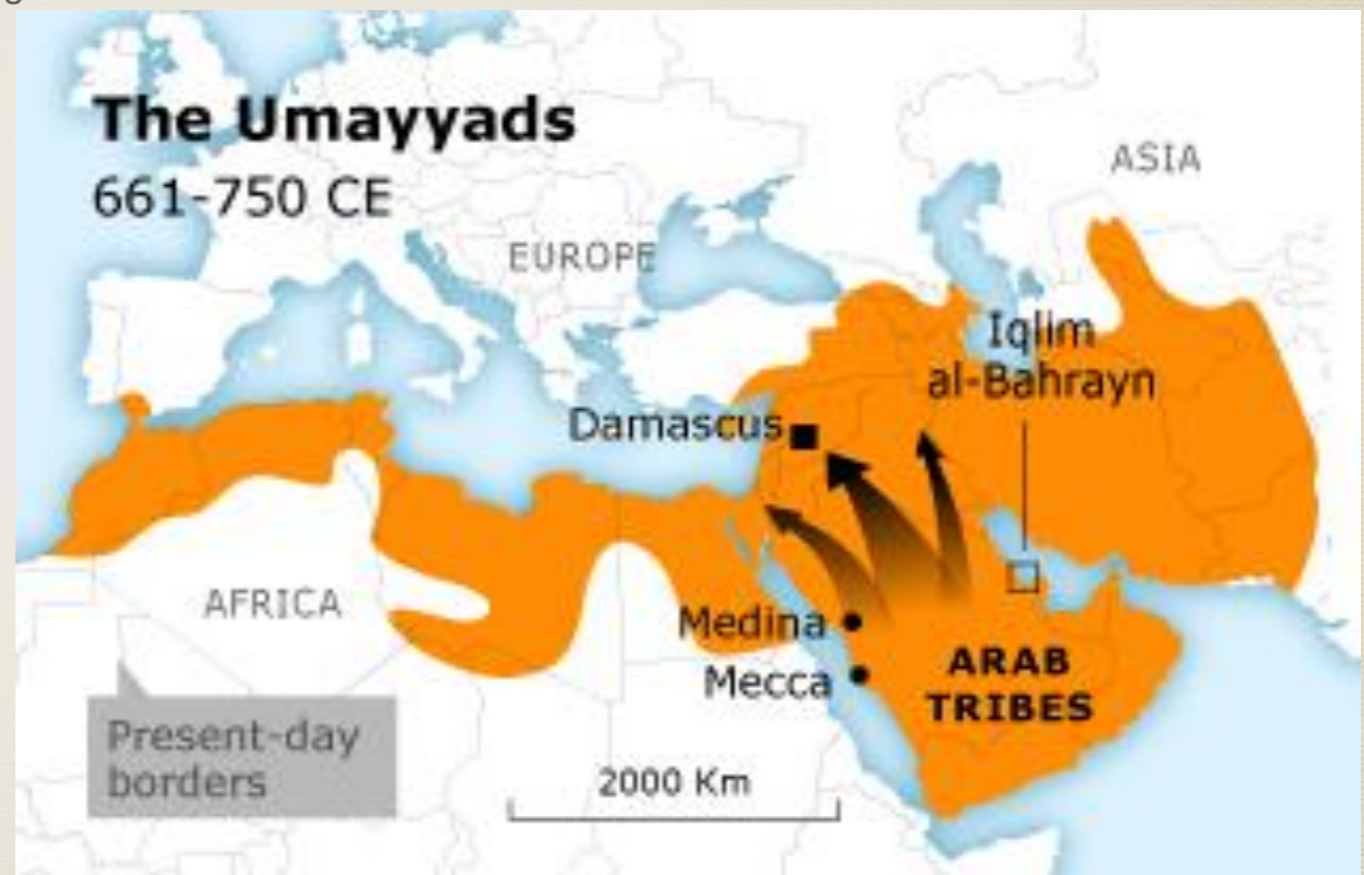 The Umayyads
661-750 CE
ASIA
EUROPE
Iqlim
al-Bahrayn
Damascus
AFRICA
Medina
Mecca
ARAB
TRIBES
Present-day
borders
2000 Km